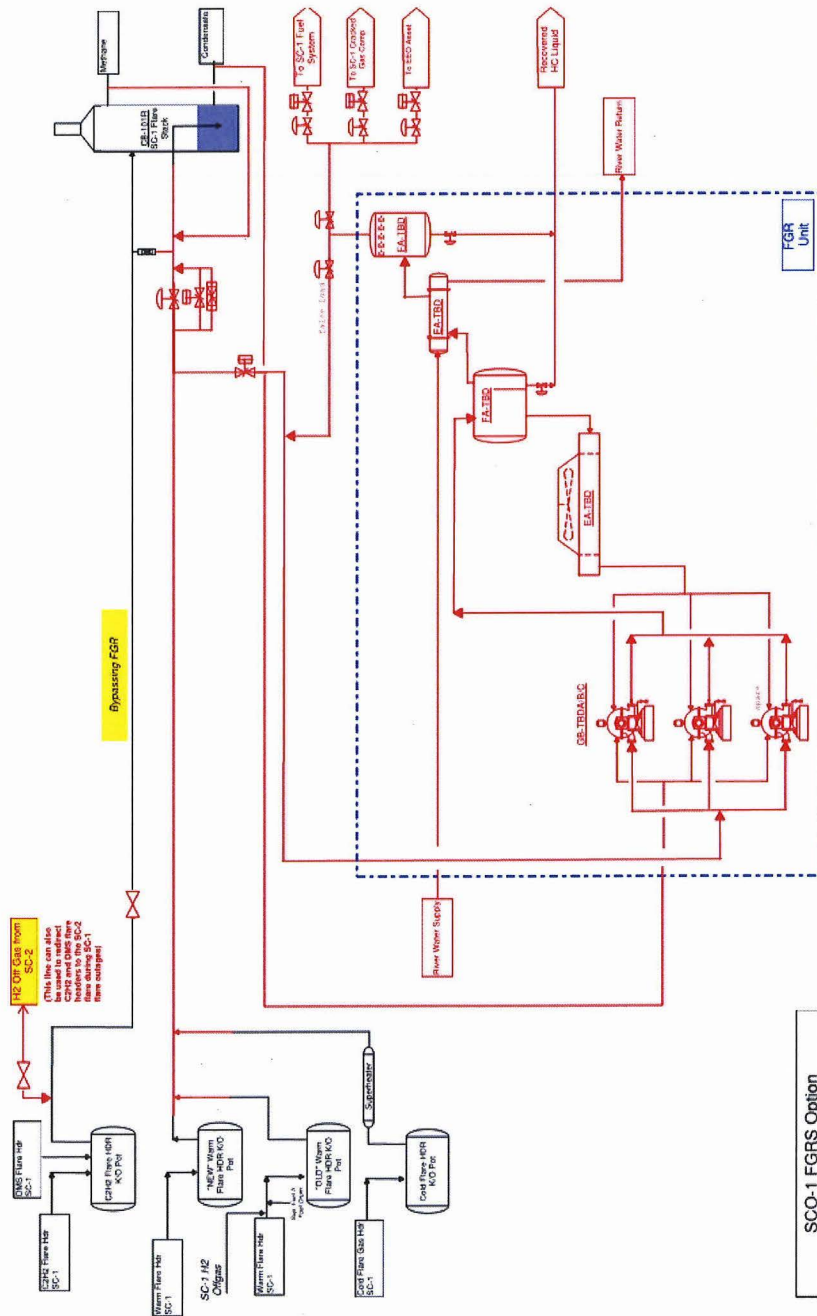 DMS Flare Hdr
SC-1
C2H2 Flare Hdr
SC-1
C2H2 Flare HDR
K/O Pot
H2 Off Gas from
SC-2
(This line can also
be used to redirect
C2H2 and DMS flare
headers to the SC-2
flare during SC-1
flare outages)
Bypassing FGR
Warm Flare Hdr
SC-1
"NEW" Warm
Flare HDR K/O
Pot
SC-1 H2
Offgas
Warm Flare Hdr
SC-1
"OLD" Warm
Flare HDR K/O
Pot
Cold Flare Gas Hdr
SC-1
Cold Flare HDR
K/O Pot
Superheater
Methane
Condensate
CB-101R
SC-1 Flare
Stack
To SC-1 Fuel
System
To SC-1 Cracked
Gas Comp
To EEO Asset
Recovered
HC Liquid
River Water Return
River Water Supply
FA-TBD
EA-TBD
FA-TBD
EA-TBD
GB-TBDA/B/C
spare
FGR
Unit
SCO-1 FGRS Option